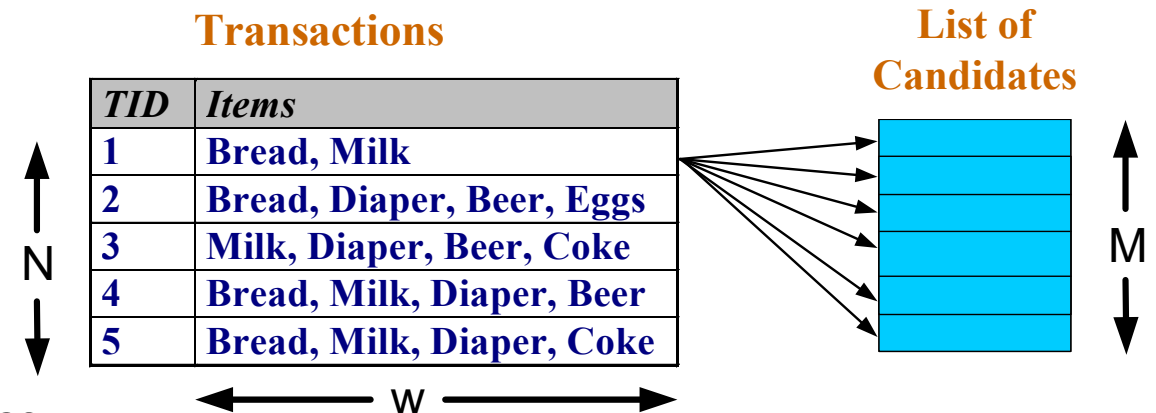 Transactions
List of
Candidates
TID Items
1 Bread, Milk
2 Bread, Diaper, Beer, Eggs
3 Milk, Diaper, Beer, Coke
4 Bread, Milk, Diaper, Beer
5 Bread, Milk, Diaper, Coke
N
M
w